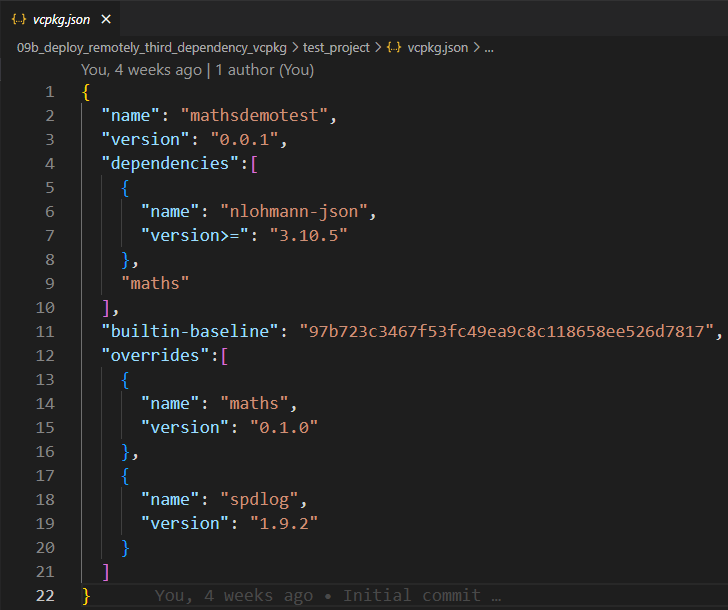 {..} vcpkg.json ×
09b_deploy_remotely_third_dependency_vcpkg > test_project > {..} vcpkg.json > ...
You, 4 weeks ago | 1 author (You)
1 {
2 "name": "mathsdemotest",
3 "version": "0.0.1",
4 "dependencies":[
5 {
6 "name": "nlohmann-json",
7 "version>=": "3.10.5"
8 },
9 "maths"
10 ],
11 "builtin-baseline": "97b723c3467f53fc49ea9c8c118658ee526d7817",
12 "overrides":[
13 {
14 "name": "maths",
15 "version": "0.1.0"
16 },
17 {
18 "name": "spdlog",
19 "version": "1.9.2"
20 }
21 ]
22 } You, 4 weeks ago • Initial commit …